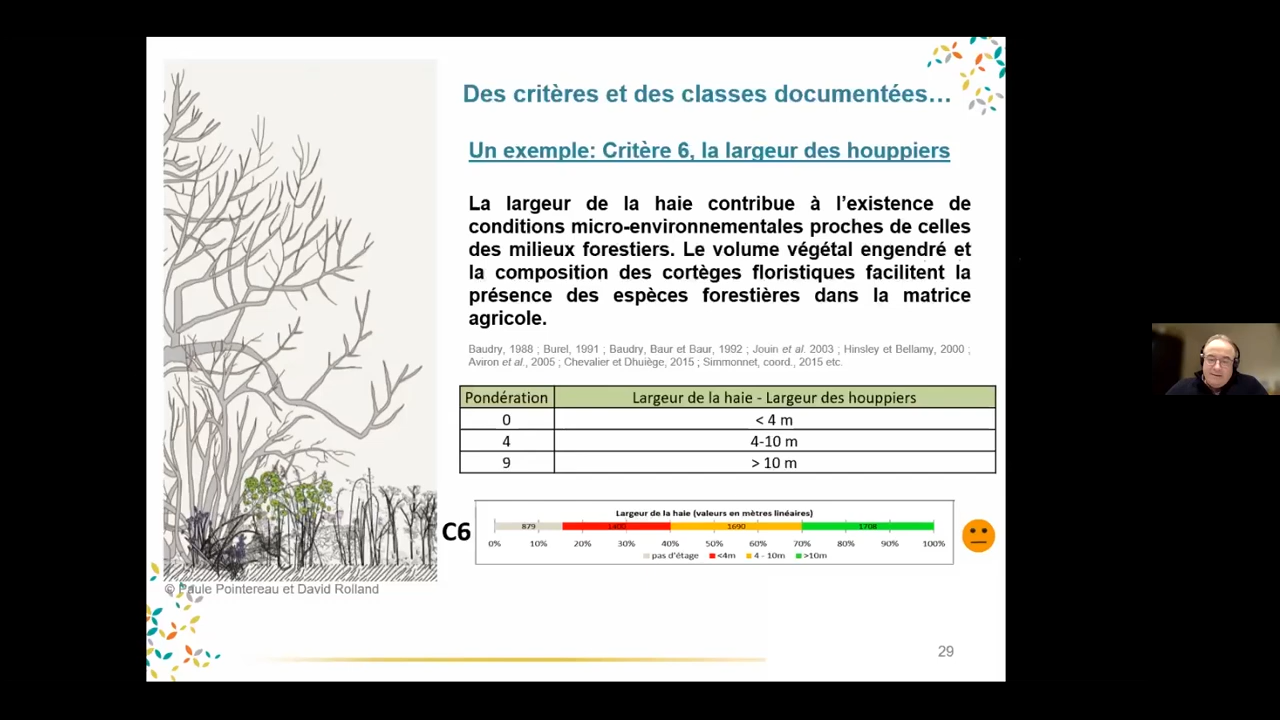 Des critères et des classes documentées…
Un exemple: Critère 6, la largeur des houppiers
La largeur de la haie contribue à l’existence de
conditions micro-environnementales proches de celles
des milieux forestiers. Le volume végétal engendré et
la composition des cortèges floristiques facilitent la
présence des espèces forestières dans la matrice
agricole.
Baudry, 1988 ; Burel, 1991 ; Baudry, Baur et Baur, 1992 ; Jouin et al. 2003 ; Hinsley et Bellamy, 2000 ;
Aviron et al., 2005 ; Chevalier et Dhuiège, 2015 ; Simmonnet, coord., 2015 etc.
Pondération Largeur de la haie - Largeur des houppiers
0 < 4 m
4 4-10 m
9 > 10 m
Largeur de la haie (valeurs en mètres linéaires)
C6
879 1400 1690 1708
0% 10% 20% 30% 40% 50% 60% 70% 80% 90% 100%
pas d'étage <4m 4 - 10m >10m
© Paule Pointereau et David Rolland
29